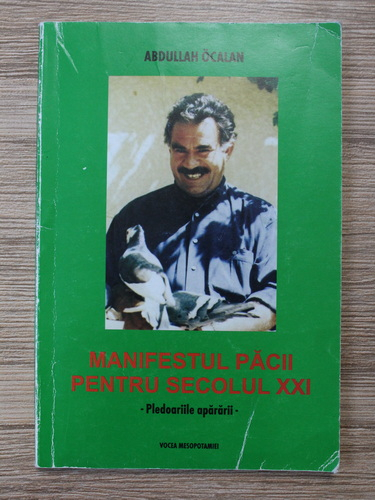 ABDULLAH ÖCALAN
MANIFESTUL PĂCII
PENTRU SECOLUL XXI
- Pledoariile apărării -
VOCEA MESOPOTAMIEI